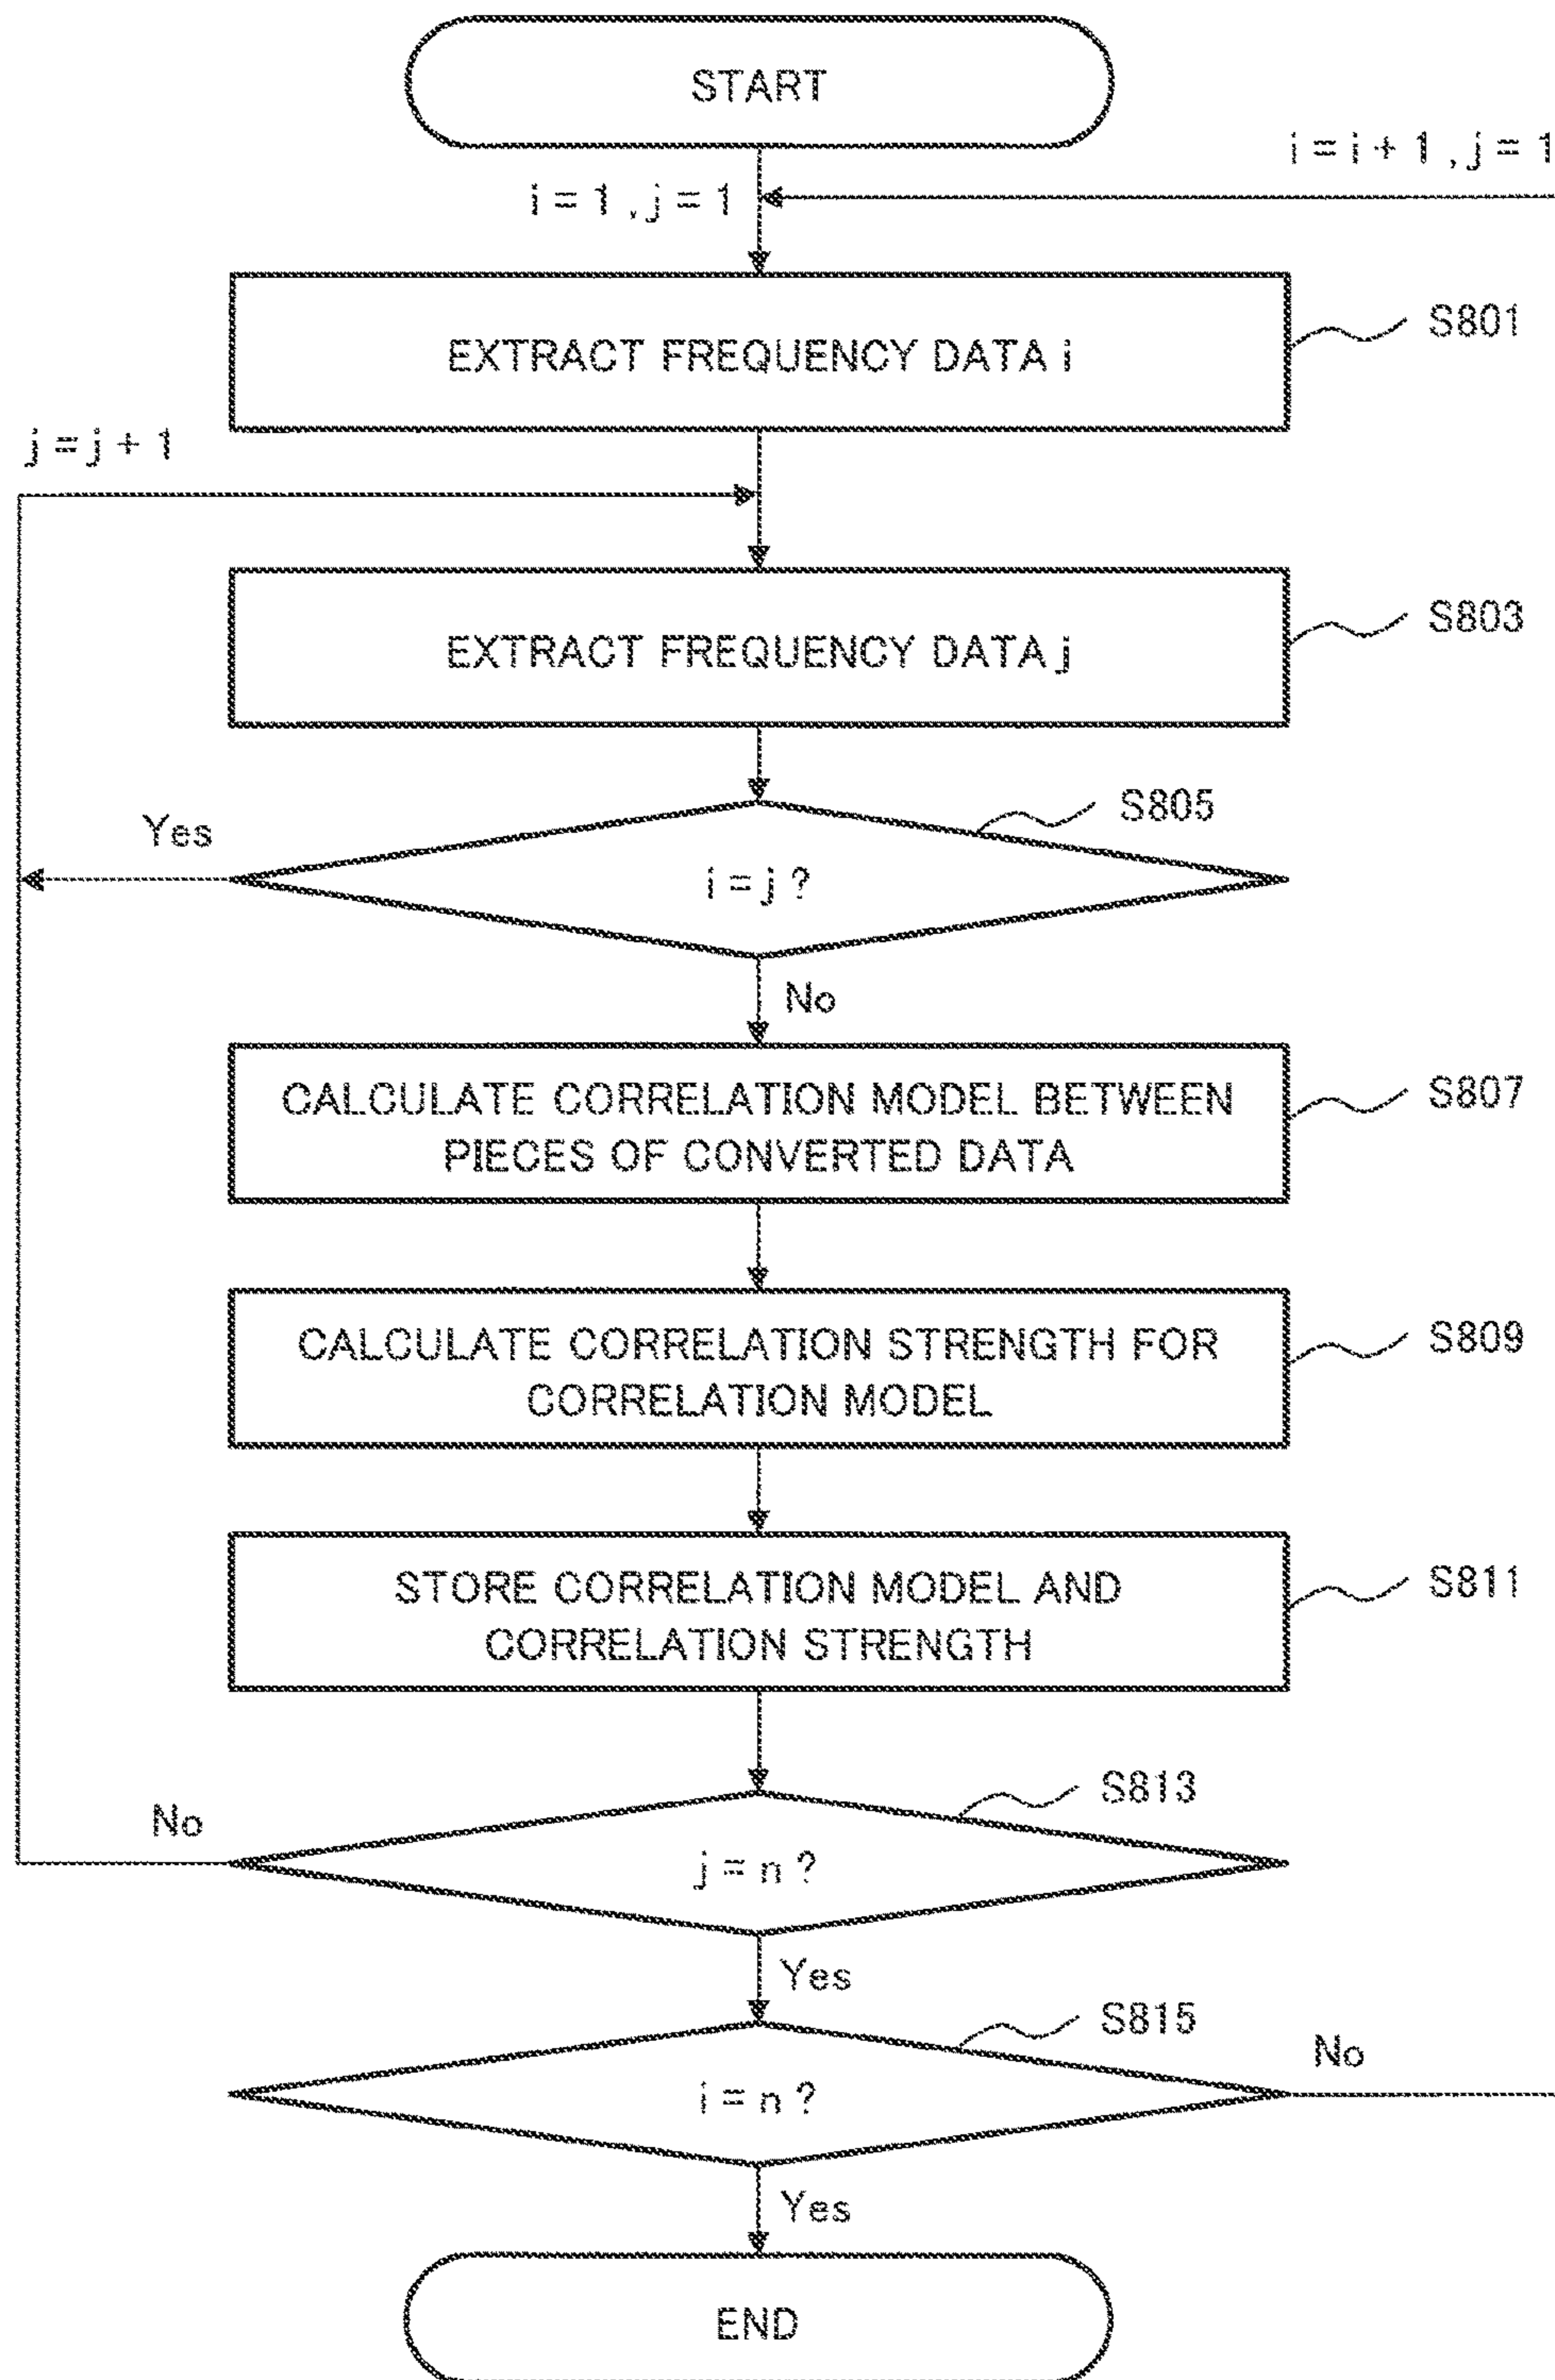 START
i = i + 1 , j = 1
i = 1 , j = 1
EXTRACT FREQUENCY DATA i
S801
j = j + 1
EXTRACT FREQUENCY DATA j
S803
S805
Yes
i = j ?
No
CALCULATE CORRELATION MODEL BETWEEN
PIECES OF CONVERTED DATA
S807
CALCULATE CORRELATION STRENGTH FOR
CORRELATION MODEL
S809
STORE CORRELATION MODEL AND
CORRELATION STRENGTH
S811
S813
No
j = n ?
Yes
S815
No
i = n ?
Yes
END